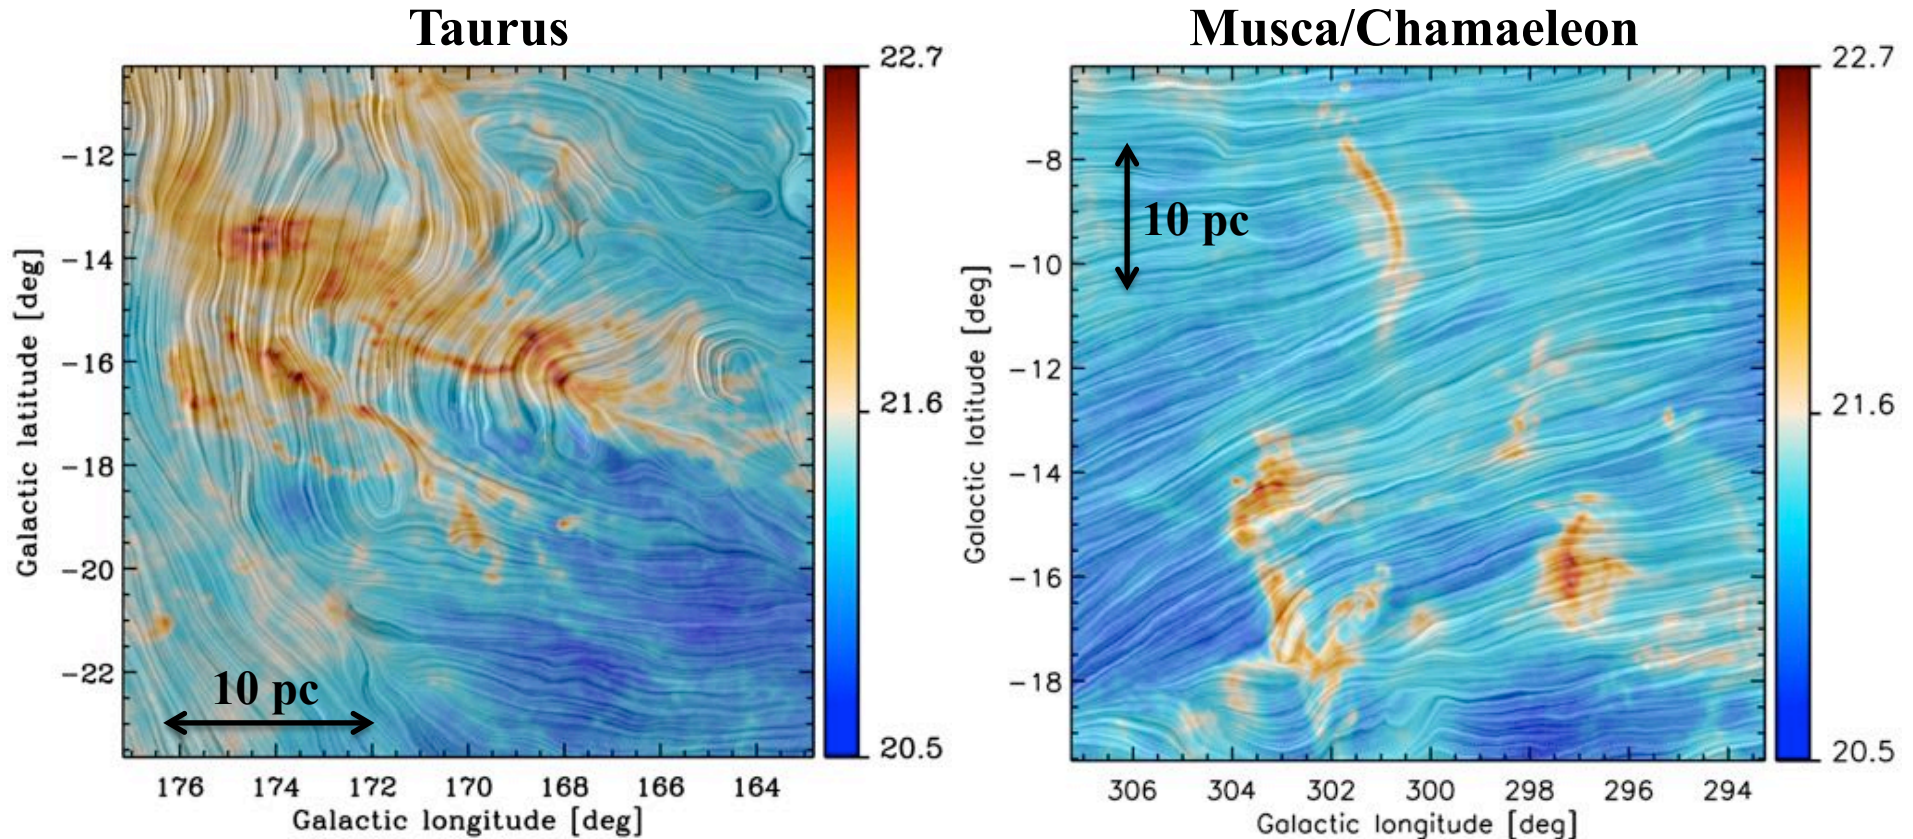 Taurus
22.7
21.6
20.5
−12
−14
−16
−18
−20
−22
Galactic latitude [deg]
10 pc
176 174 172 170 168 166 164
Galactic longitude [deg]
Musca/Chamaeleon
22.7
21.6
20.5
−8
−10
−12
−14
−16
−18
Galactic latitude [deg]
10 pc
306 304 302 300 298 296 294
Galactic longitude [deg]